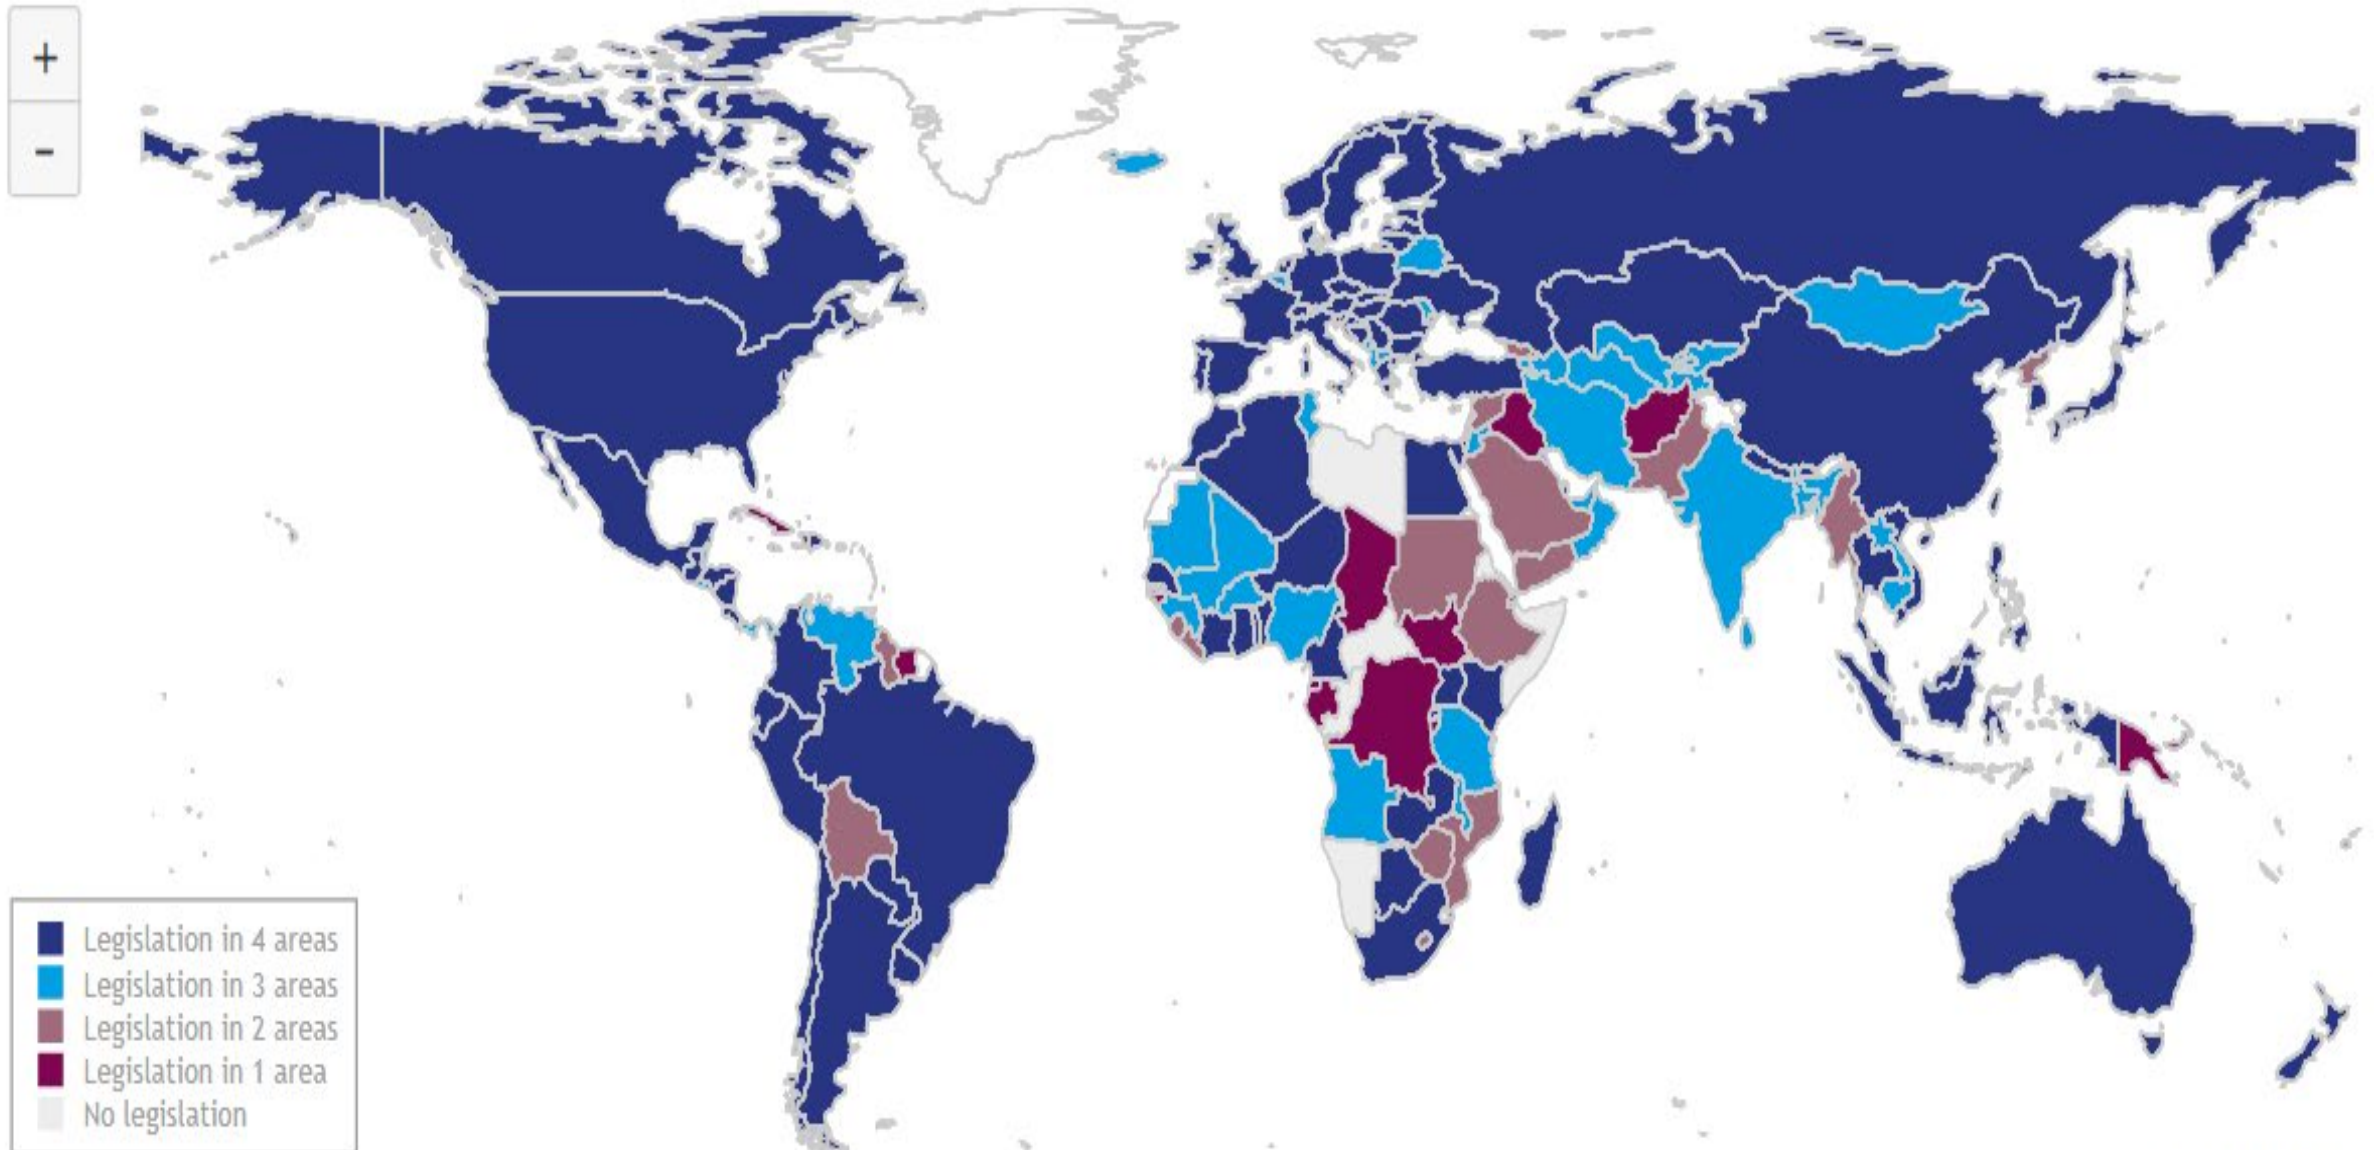 +
-
Legislation in 4 areas
Legislation in 3 areas
Legislation in 2 areas
Legislation in 1 area
No legislation